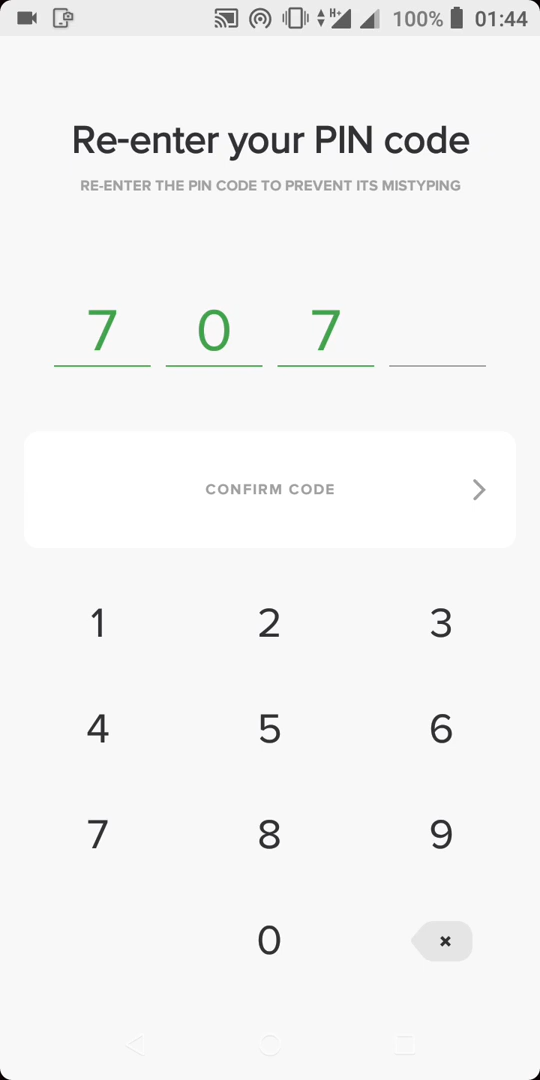 H+ 100% 01:44
Re-enter your PIN code
RE-ENTER THE PIN CODE TO PREVENT ITS MISTYPING
7 0 7
CONFIRM CODE
1 2 3
4 5 6
7 8 9
0